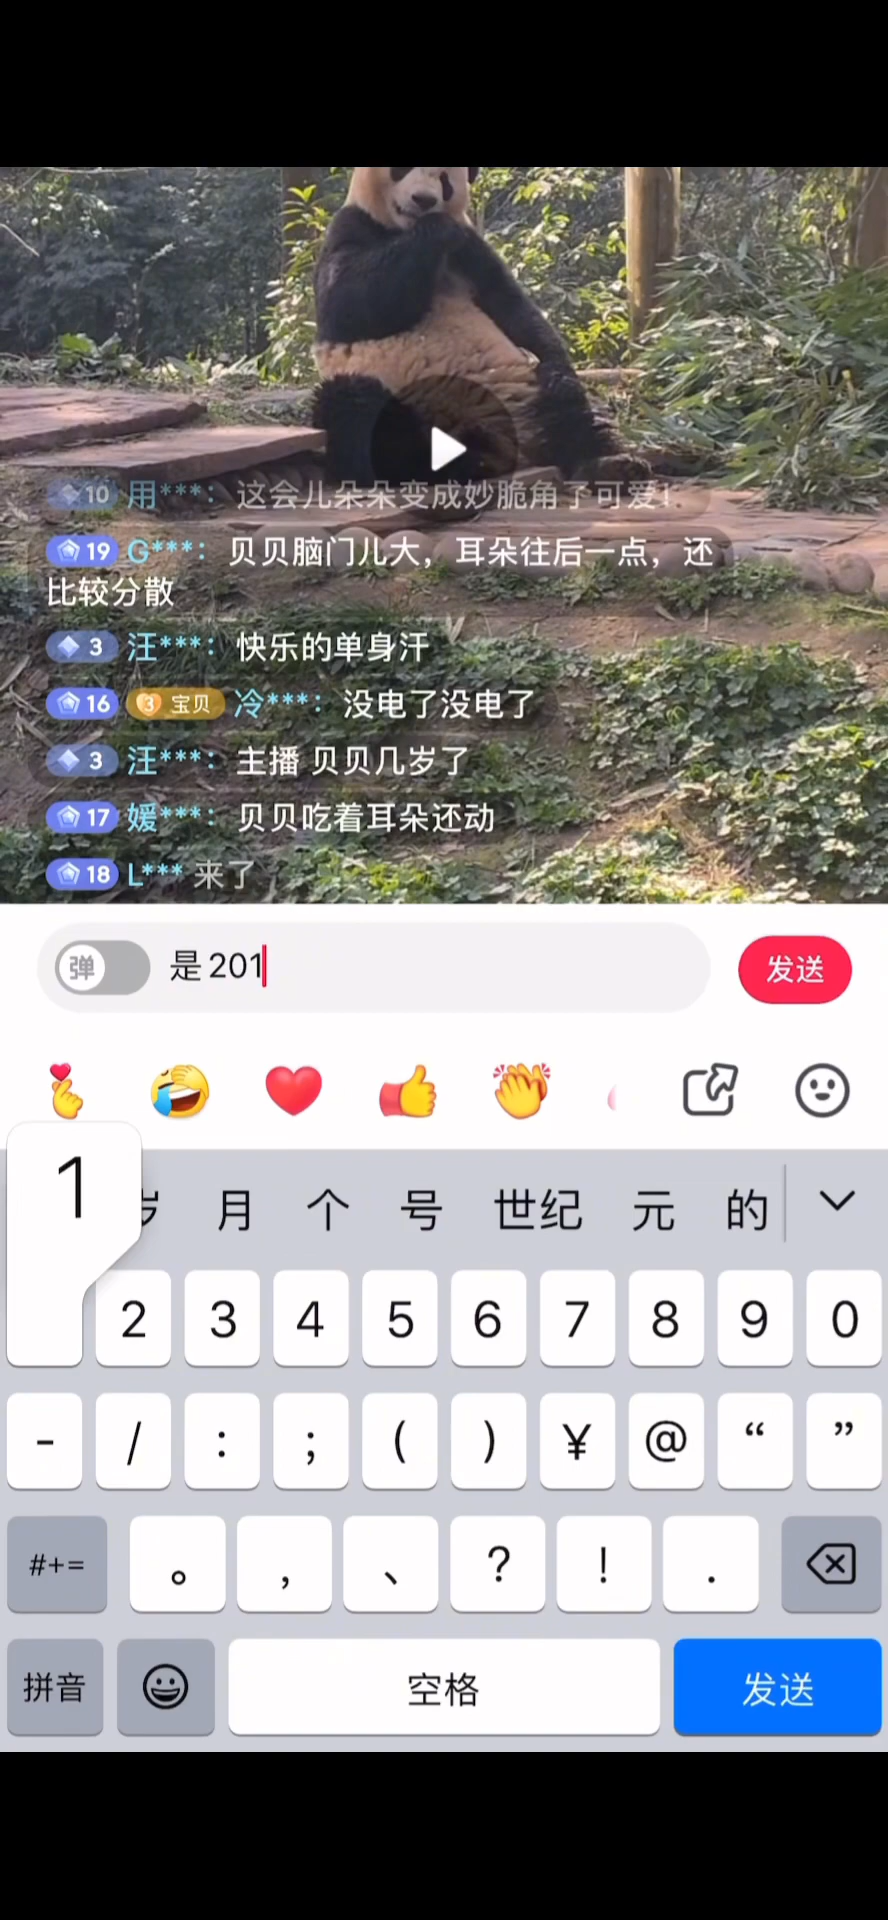 10 用***： 这会儿朵朵变成妙脆角了可爱！
19 G***： 贝贝脑门儿大，耳朵往后一点，还
比较分散
3 汪***： 快乐的单身汗
16 3 宝贝 冷***： 没电了没电了
3 汪***： 主播 贝贝几岁了
17 媛***： 贝贝吃着耳朵还动
18 L*** 来了
弹 是201 发送
1 岁 月 个 号 世纪 元 的
2 3 4 5 6 7 8 9 0
- / : ; ( ) ¥ @ “ ”
#+= 。 , 、 ? ! .
拼音 空格 发送